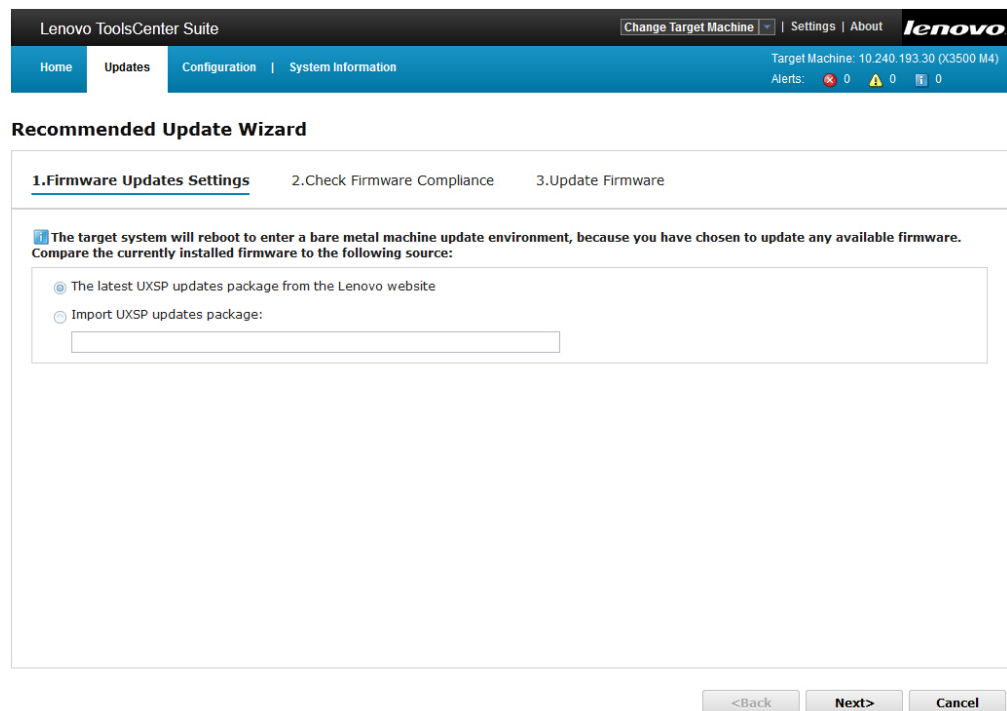 Lenovo ToolsCenter Suite
Change Target Machine | Settings | About lenovo
Home Updates Configuration | System Information
Target Machine: 10.240.193.30 (X3500 M4)
Alerts: 0 0 0
Recommended Update Wizard
1.Firmware Updates Settings 2.Check Firmware Compliance 3.Update Firmware
The target system will reboot to enter a bare metal machine update environment, because you have chosen to update any available firmware.
Compare the currently installed firmware to the following source:
The latest UXSP updates package from the Lenovo website
Import UXSP updates package:
<Back Next> Cancel